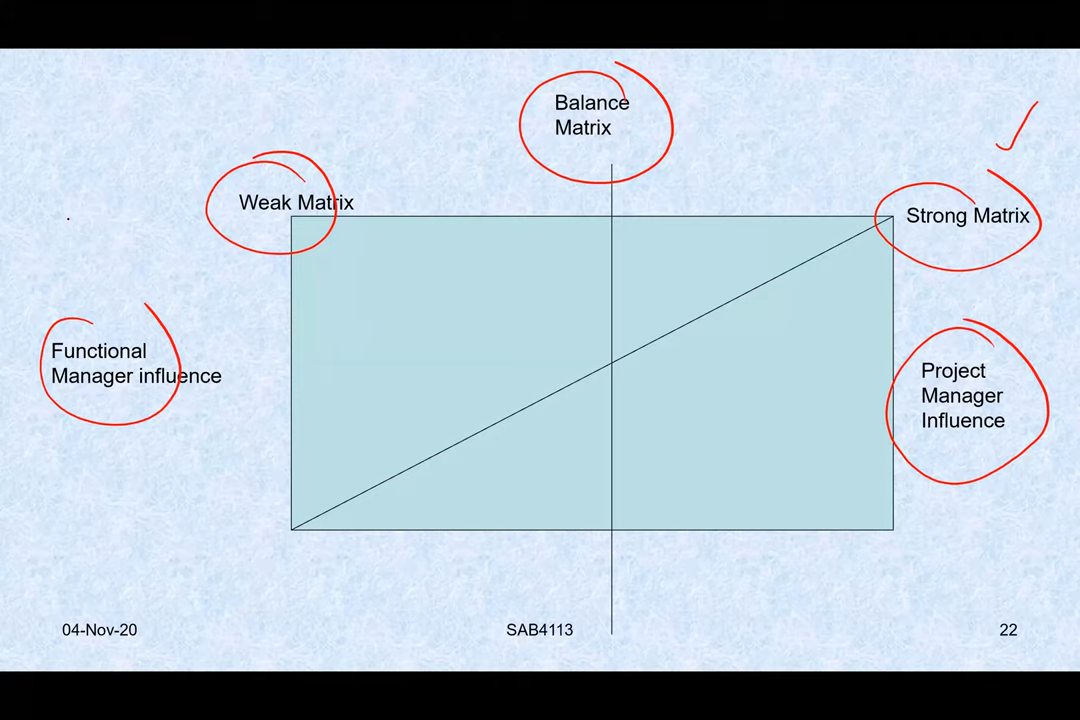 Balance
Matrix
Weak Matrix
Strong Matrix
Functional
Manager influence
Project
Manager
Influence
04-Nov-20
SAB4113
22